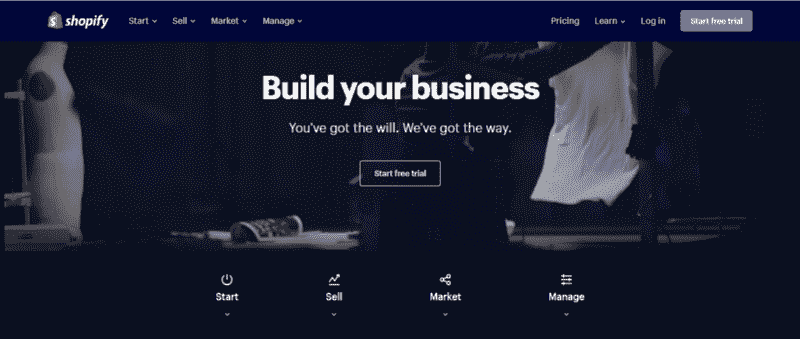 shopify Start Sell Market Manage Pricing Learn Log in Start free trial
Build your business
You've got the will. We've got the way.
Start free trial
Start Sell Market Manage